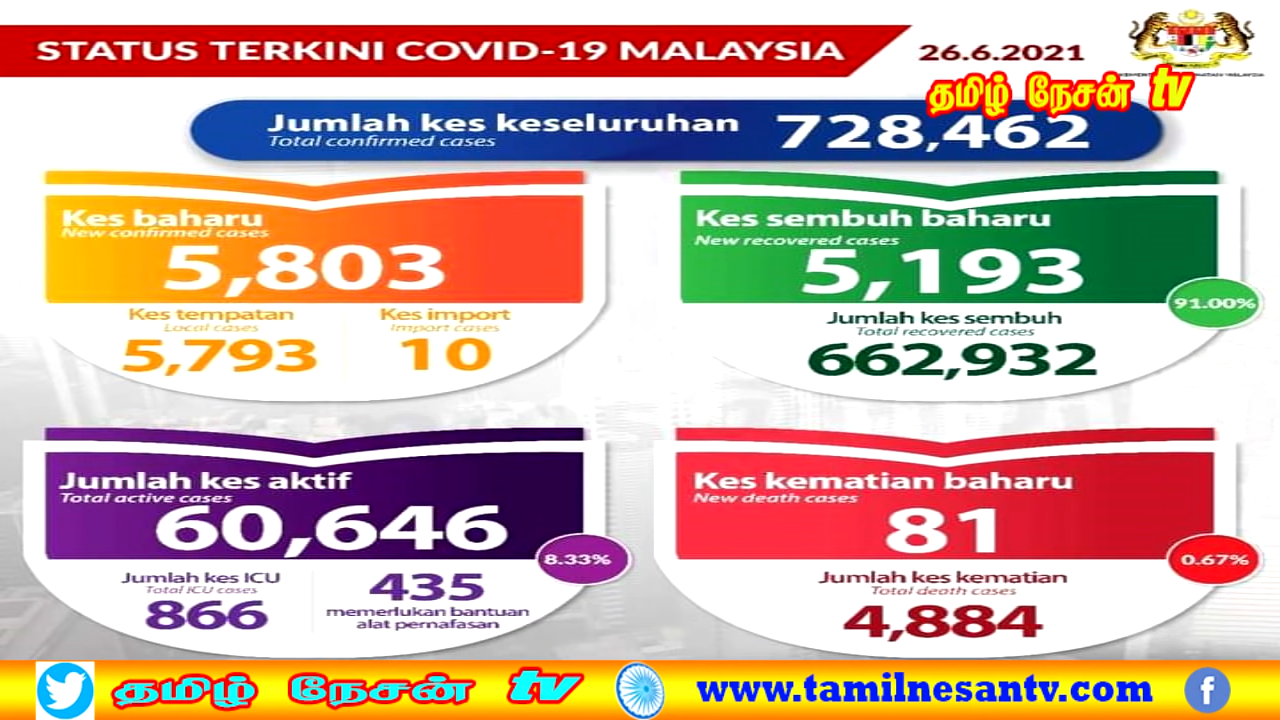 STATUS TERKINI COVID-19 MALAYSIA
26.6.2021
தமிழ் நேசன் tv
Jumlah kes keseluruhan
Total confirmed cases
728,462
Kes baharu
New confirmed cases
5,803
Kes tempatan
Local cases
5,793
Kes import
Import cases
10
Kes sembuh baharu
New recovered cases
5,193
91.00%
Jumlah kes sembuh
Total recovered cases
662,932
Jumlah kes aktif
Total active cases
60,646
8.33%
Jumlah kes ICU
Total ICU cases
866
435
memerlukan bantuan
alat pernafasan
Kes kematian baharu
New death cases
81
0.67%
Jumlah kes kematian
Total death cases
4,884
தமிழ் நேசன் tv
www.tamilnesantv.com